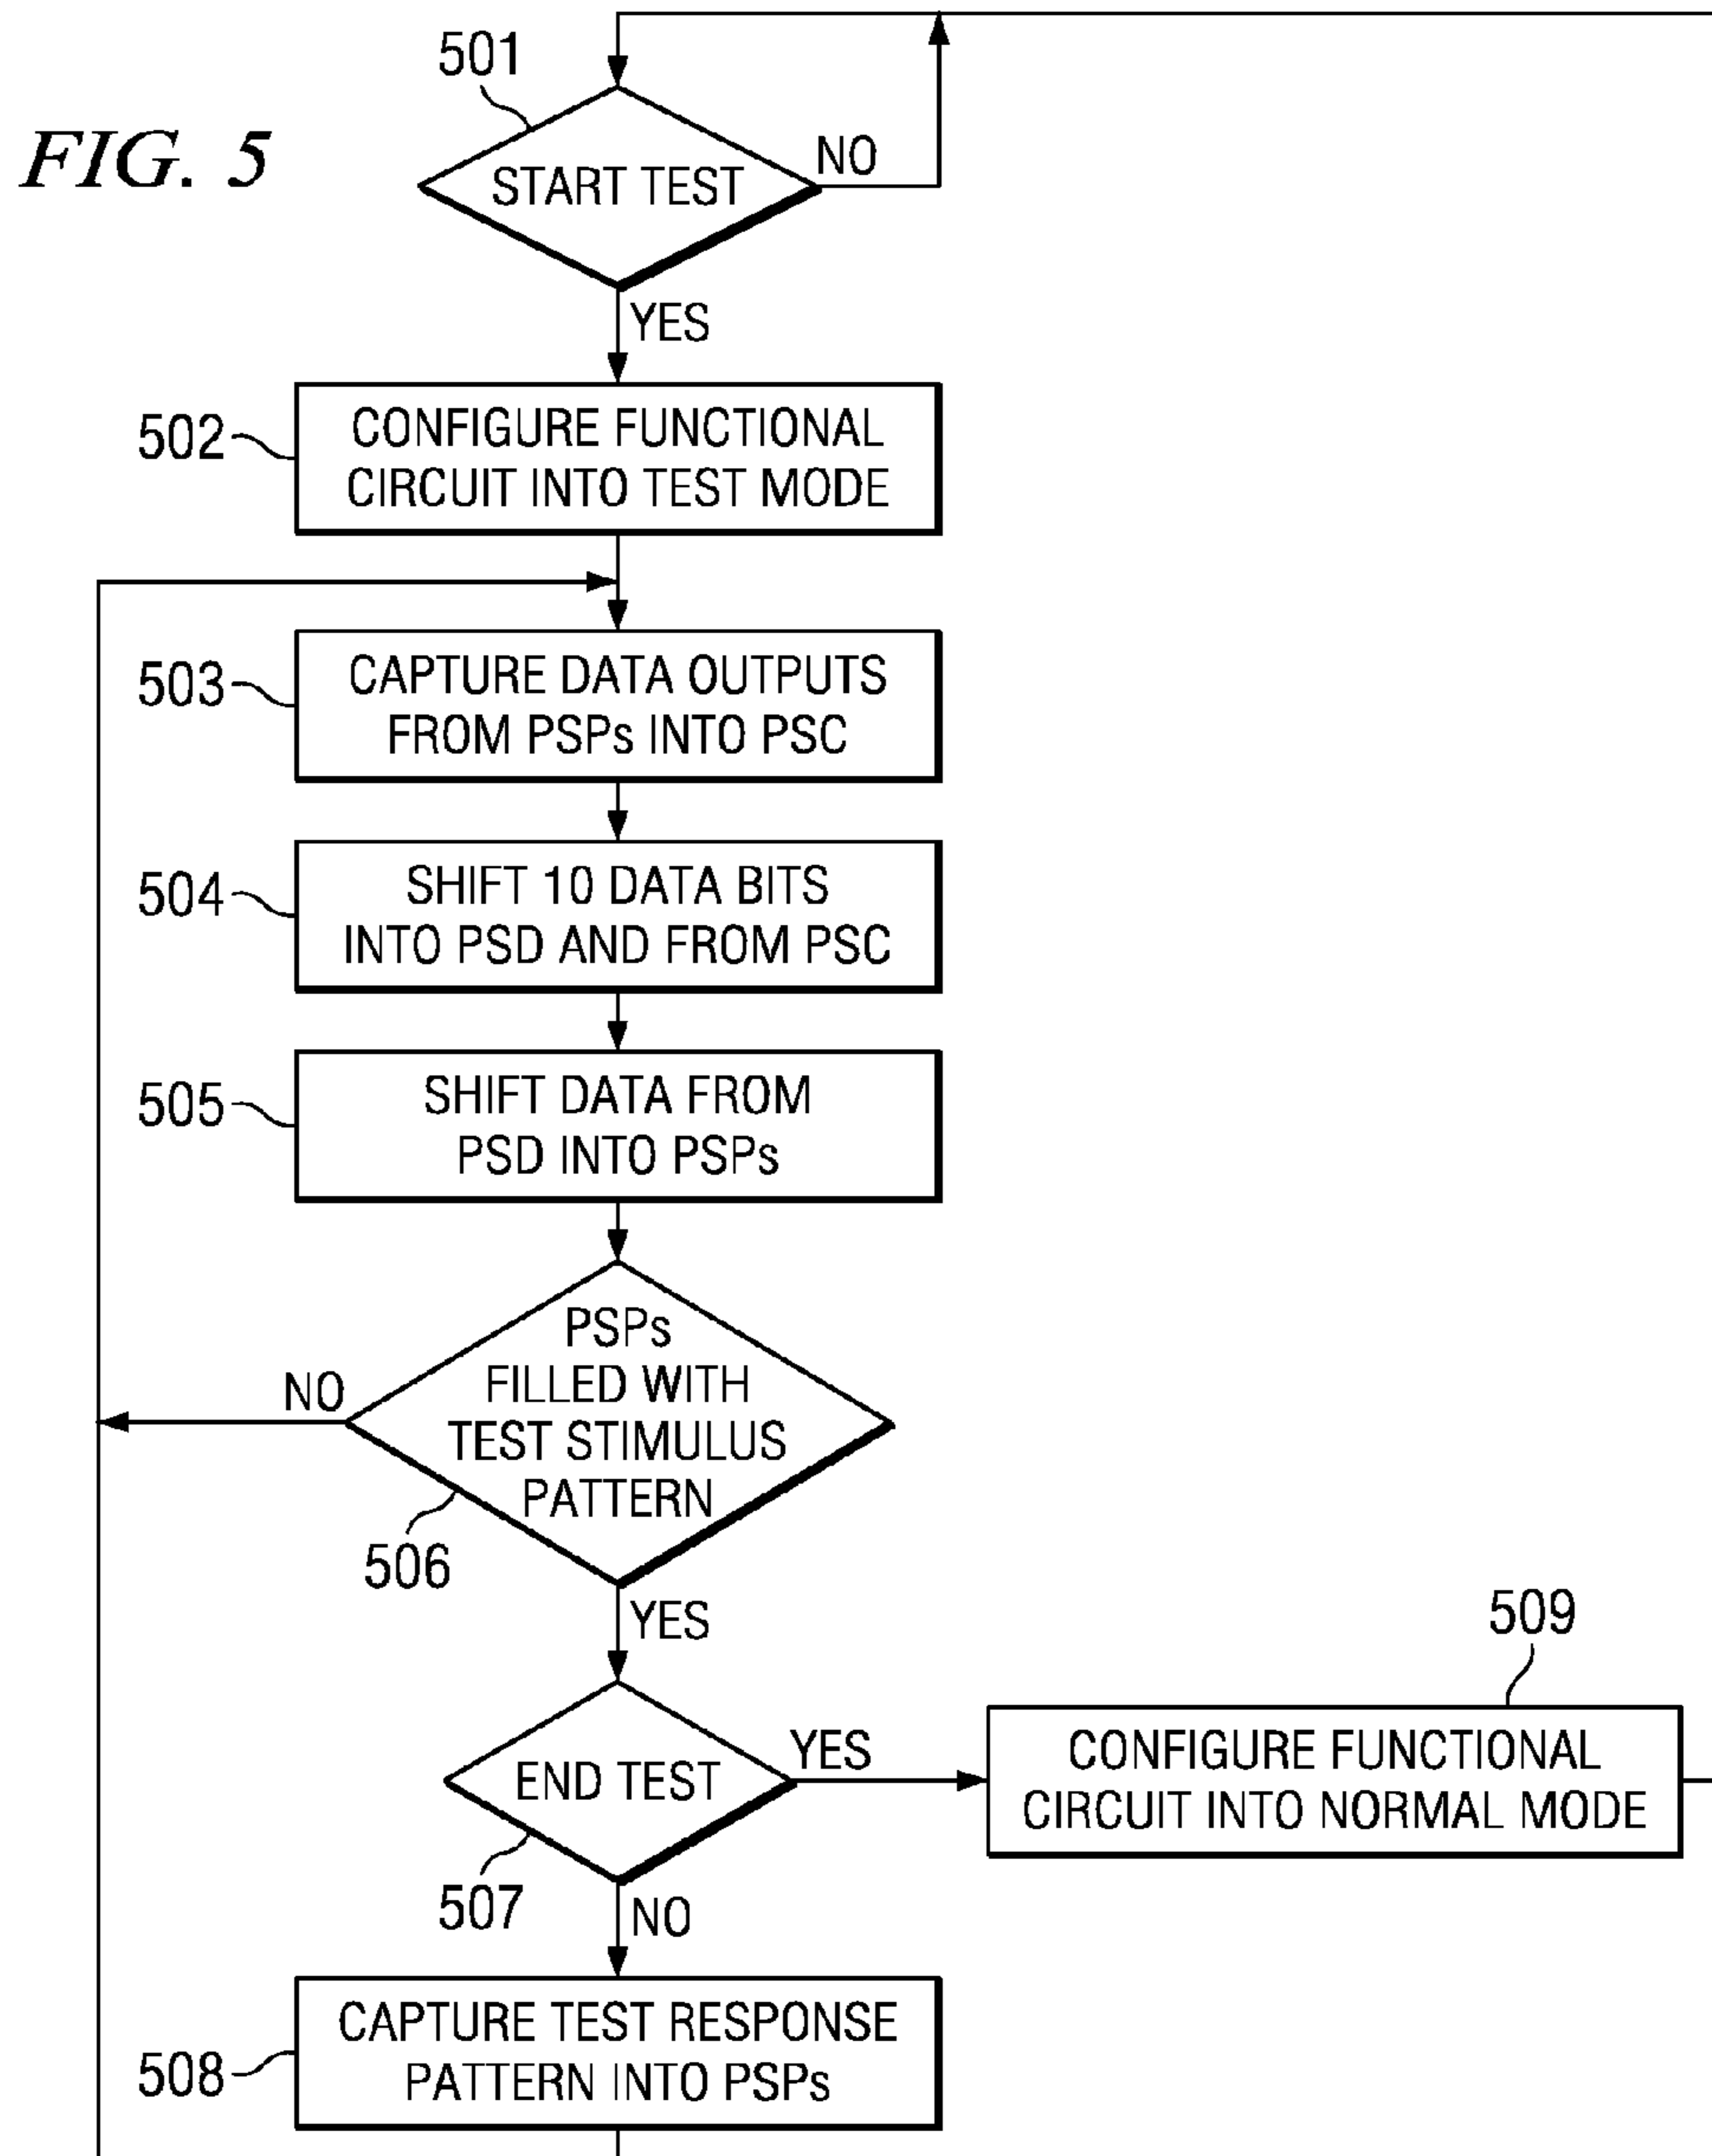 FIG. 5
501
START TEST
NO
YES
502
CONFIGURE FUNCTIONAL
CIRCUIT INTO TEST MODE
503
CAPTURE DATA OUTPUTS
FROM PSPs INTO PSC
504
SHIFT 10 DATA BITS
INTO PSD AND FROM PSC
505
SHIFT DATA FROM
PSD INTO PSPs
PSPs
FILLED WITH
TEST STIMULUS
PATTERN
NO
506
YES
END TEST
YES
507
NO
509
CONFIGURE FUNCTIONAL
CIRCUIT INTO NORMAL MODE
508
CAPTURE TEST RESPONSE
PATTERN INTO PSPs